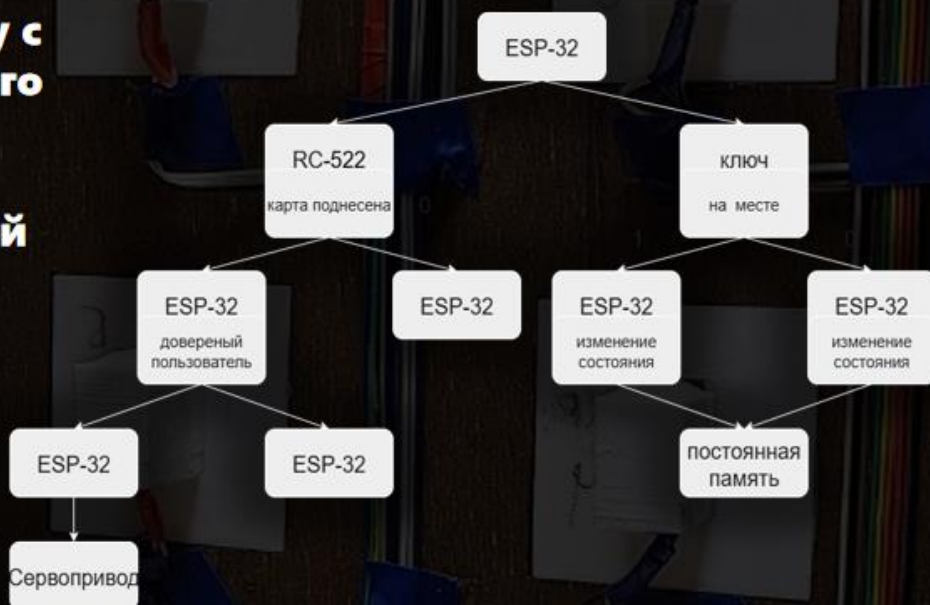 у с
го
й
ESP-32
RC-522
карта поднесена
ключ
на месте
ESP-32
довереный
пользователь
ESP-32
ESP-32
изменение
состояния
ESP-32
изменение
состояния
ESP-32
ESP-32
постоянная
память
Сервопривод